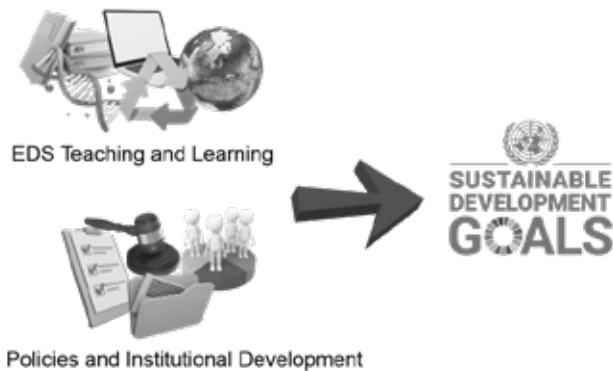 EDS Teaching and Learning
SUSTAINABLE
DEVELOPMENT
GOALS
Policies and Institutional Development